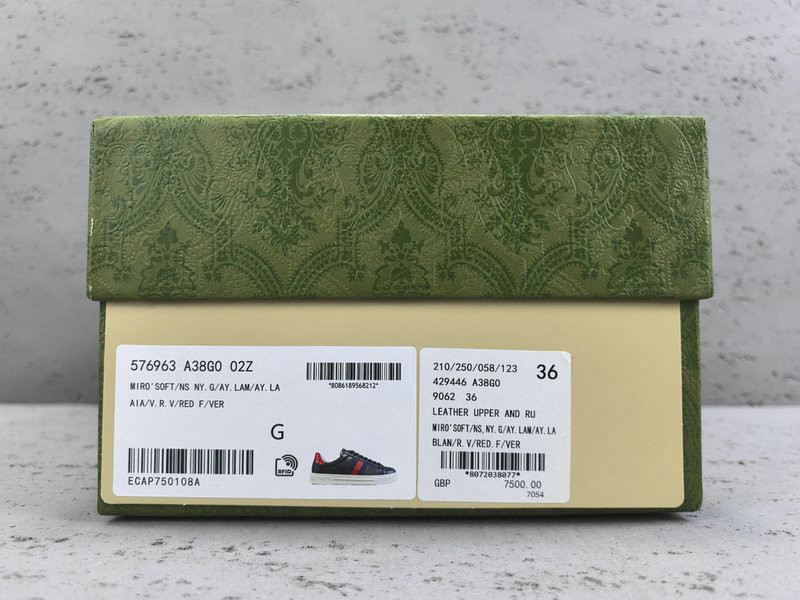 576963 A38G0 02Z
*8086189568212*
MIRO'SOFT/NS NY.G/AY.LAM/AY.LA
AIA/V.R.V/RED F/VER
G
RFID
ECAP750108A
210/250/058/123 36
429446 A38G0
9062 36
LEATHER UPPER AND RU
MIRO'SOFT/NS,NY.G/AY.LAM/AY.LA
BLAN/R.V/RED.F/VER
*8072038077*
GBP 7500.00
7054